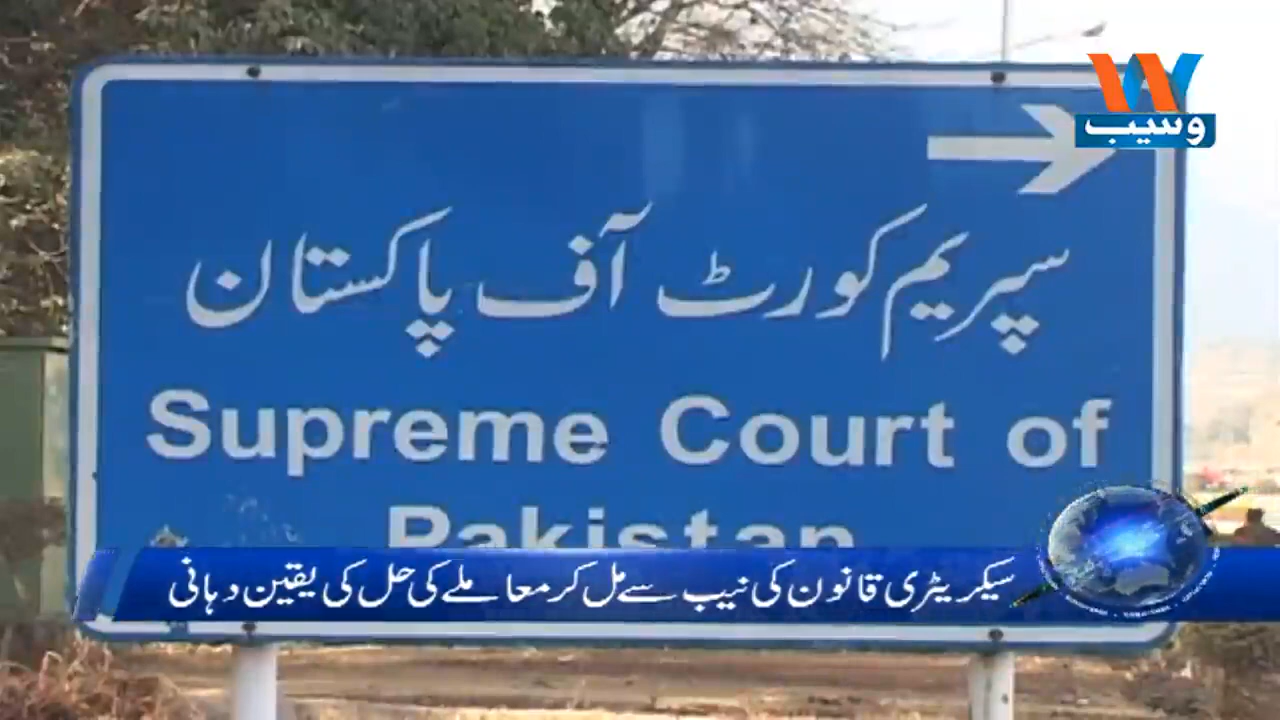 وسیب
سپریم کورٹ آف پاکستان
Supreme Court of
Pakistan
سیکریٹری قانون کی نیب سے مل کر معاملے کی حل کی یقین دہانی